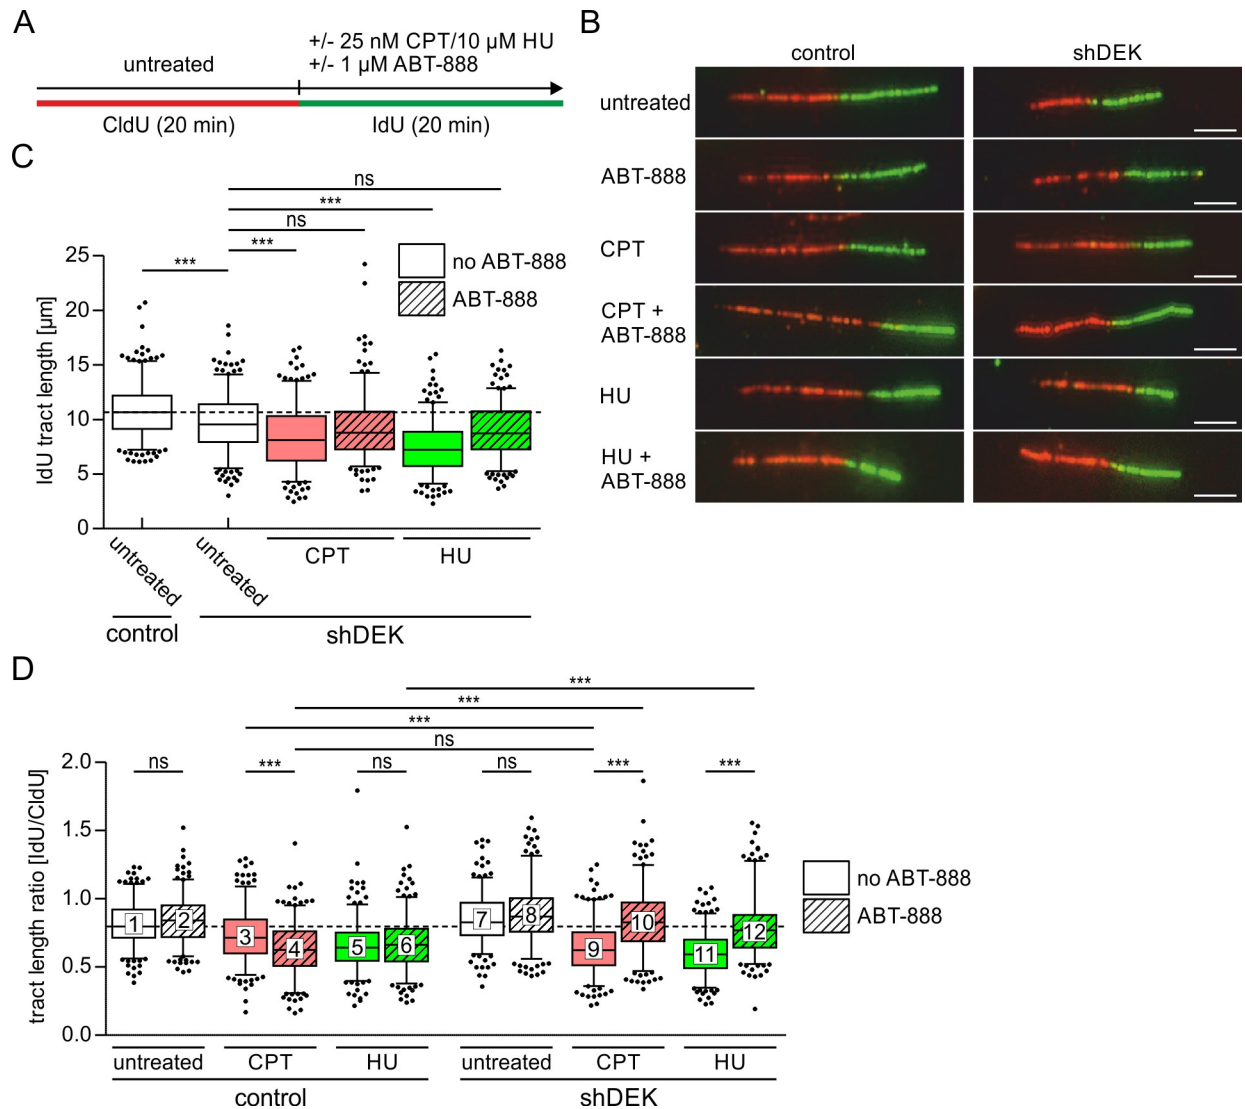 A
untreated
+/- 25 nM CPT/10 µM HU
+/- 1 µM ABT-888
CldU (20 min)
IdU (20 min)
B
control
shDEK
untreated
ABT-888
CPT
CPT +
ABT-888
HU
HU +
ABT-888
C
ns
***
ns
***
***
no ABT-888
ABT-888
IdU tract length [µm]
25
20
15
10
5
0
untreated
untreated
CPT
HU
control
shDEK
D
***
***
***
ns
ns
***
ns
ns
***
***
tract length ratio [IdU/CldU]
2.0
1.5
1.0
0.5
0.0
1
2
3
4
5
6
7
8
9
10
11
12
no ABT-888
ABT-888
untreated
CPT
HU
untreated
CPT
HU
control
shDEK